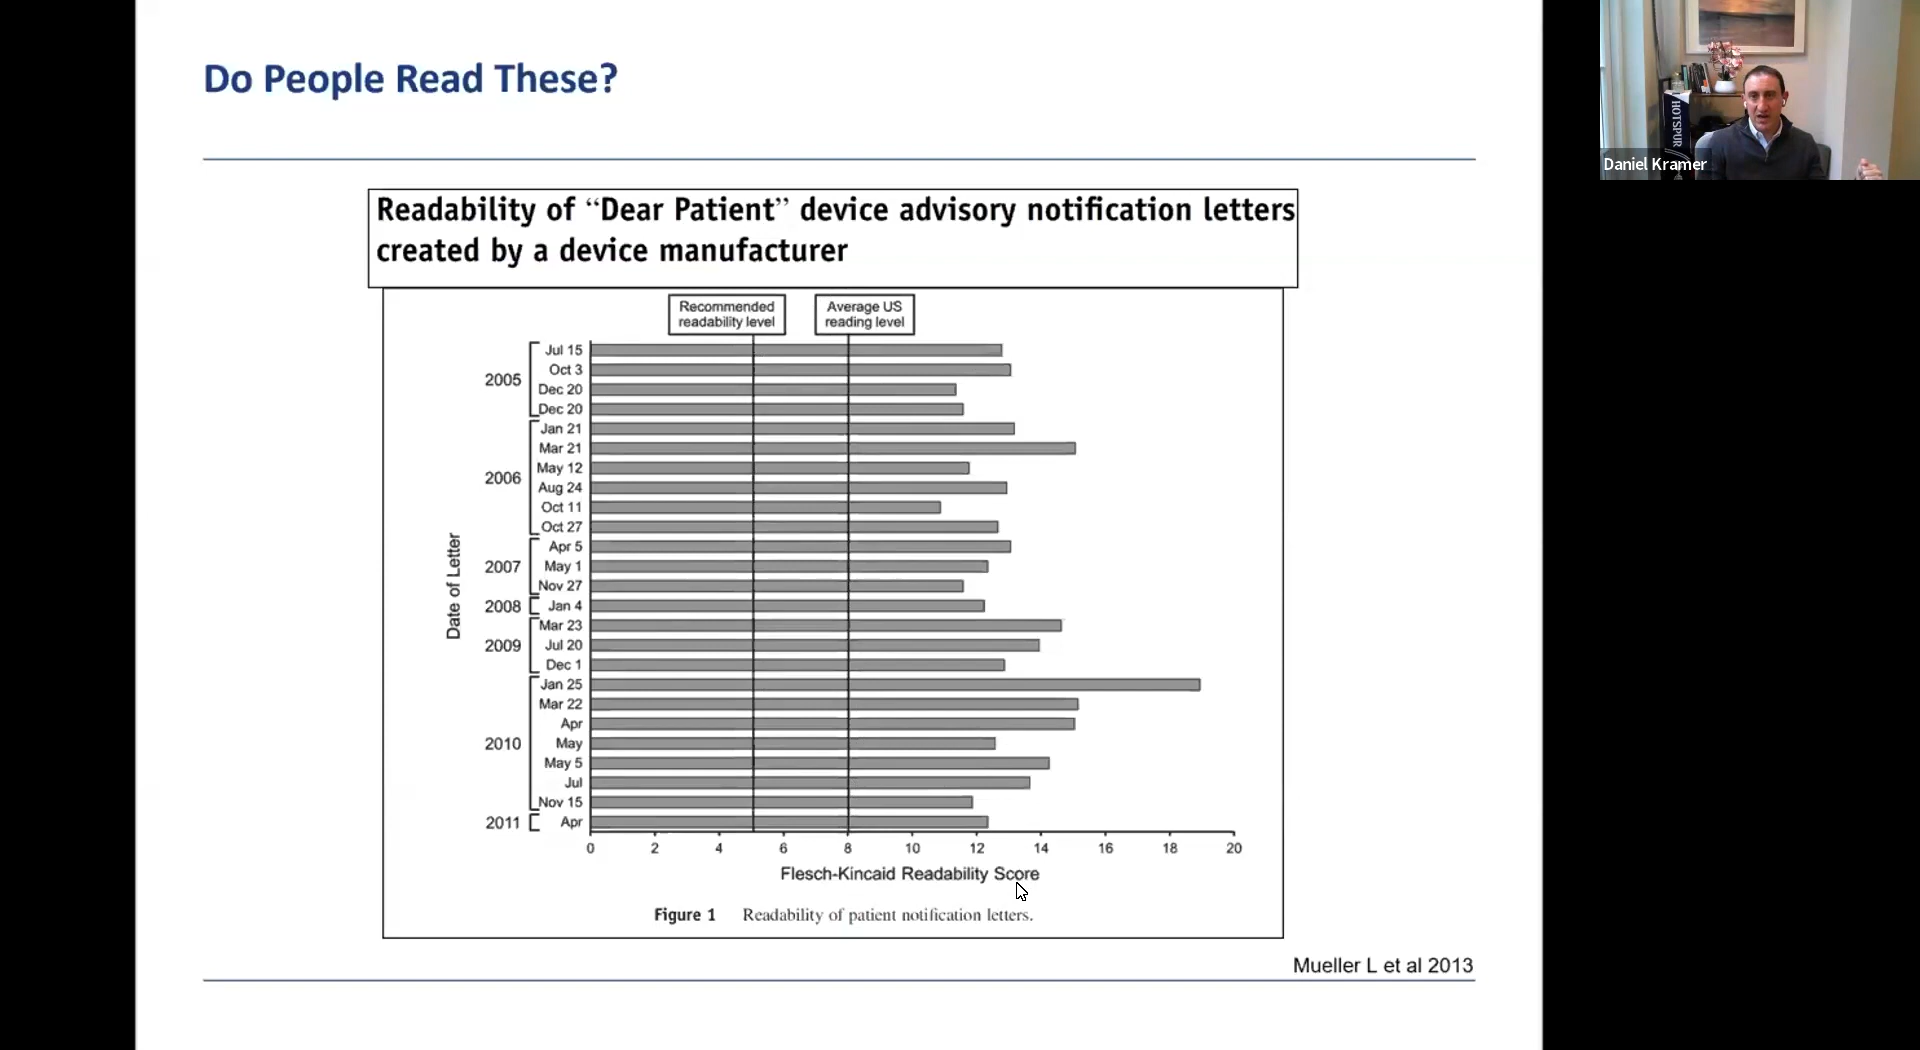 Do People Read These?
HOTSPUR
Daniel Kramer
Readability of “Dear Patient” device advisory notification letters
created by a device manufacturer
Recommended
readability level
Average US
reading level
Date of Letter
2005
Jul 15
Oct 3
Dec 20
Dec 20
2006
Jan 21
Mar 21
May 12
Aug 24
Oct 11
Oct 27
2007
Apr 5
May 1
Nov 27
2008
Jan 4
2009
Mar 23
Jul 20
Dec 1
2010
Jan 25
Mar 22
Apr
May
May 5
Jul
Nov 15
2011
Apr
0 2 4 6 8 10 12 14 16 18 20
Flesch-Kincaid Readability Score
Figure 1 Readability of patient notification letters.
Mueller L et al 2013